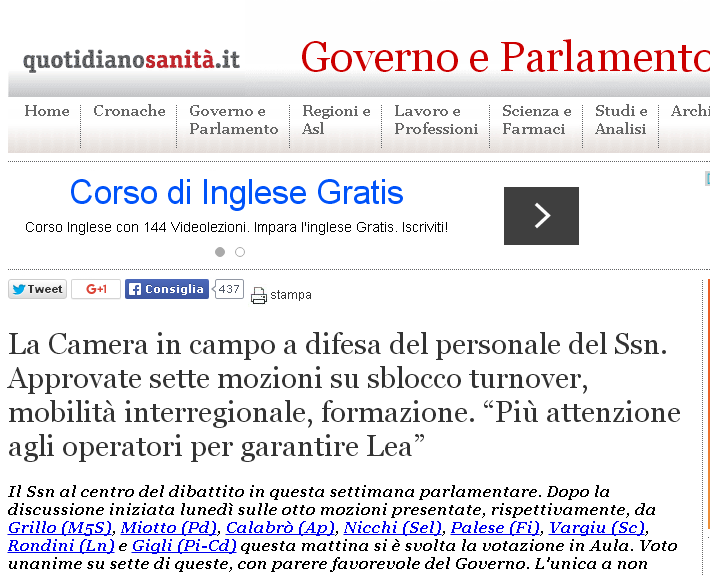 quotidianosanità.it
Governo e Parlamento
Home
Cronache
Governo e
Parlamento
Regioni e
Asl
Lavoro e
Professioni
Scienza e
Farmaci
Studi e
Analisi
Archi
Corso di Inglese Gratis
Corso Inglese con 144 Videolezioni. Impara l'inglese Gratis. Iscriviti!
Tweet
G+1
Consiglia
437
stampa
La Camera in campo a difesa del personale del Ssn.
Approvate sette mozioni su sblocco turnover,
mobilità interregionale, formazione. “Più attenzione
agli operatori per garantire Lea”
Il Ssn al centro del dibattito in questa settimana parlamentare. Dopo la
discussione iniziata lunedì sulle otto mozioni presentate, rispettivamente, da
Grillo (M5S), Miotto (Pd), Calabrò (Ap), Nicchi (Sel), Palese (Fi), Vargiu (Sc),
Rondini (Ln) e Gigli (Pi-Cd) questa mattina si è svolta la votazione in Aula. Voto
unanime su sette di queste, con parere favorevole del Governo. L'unica a non